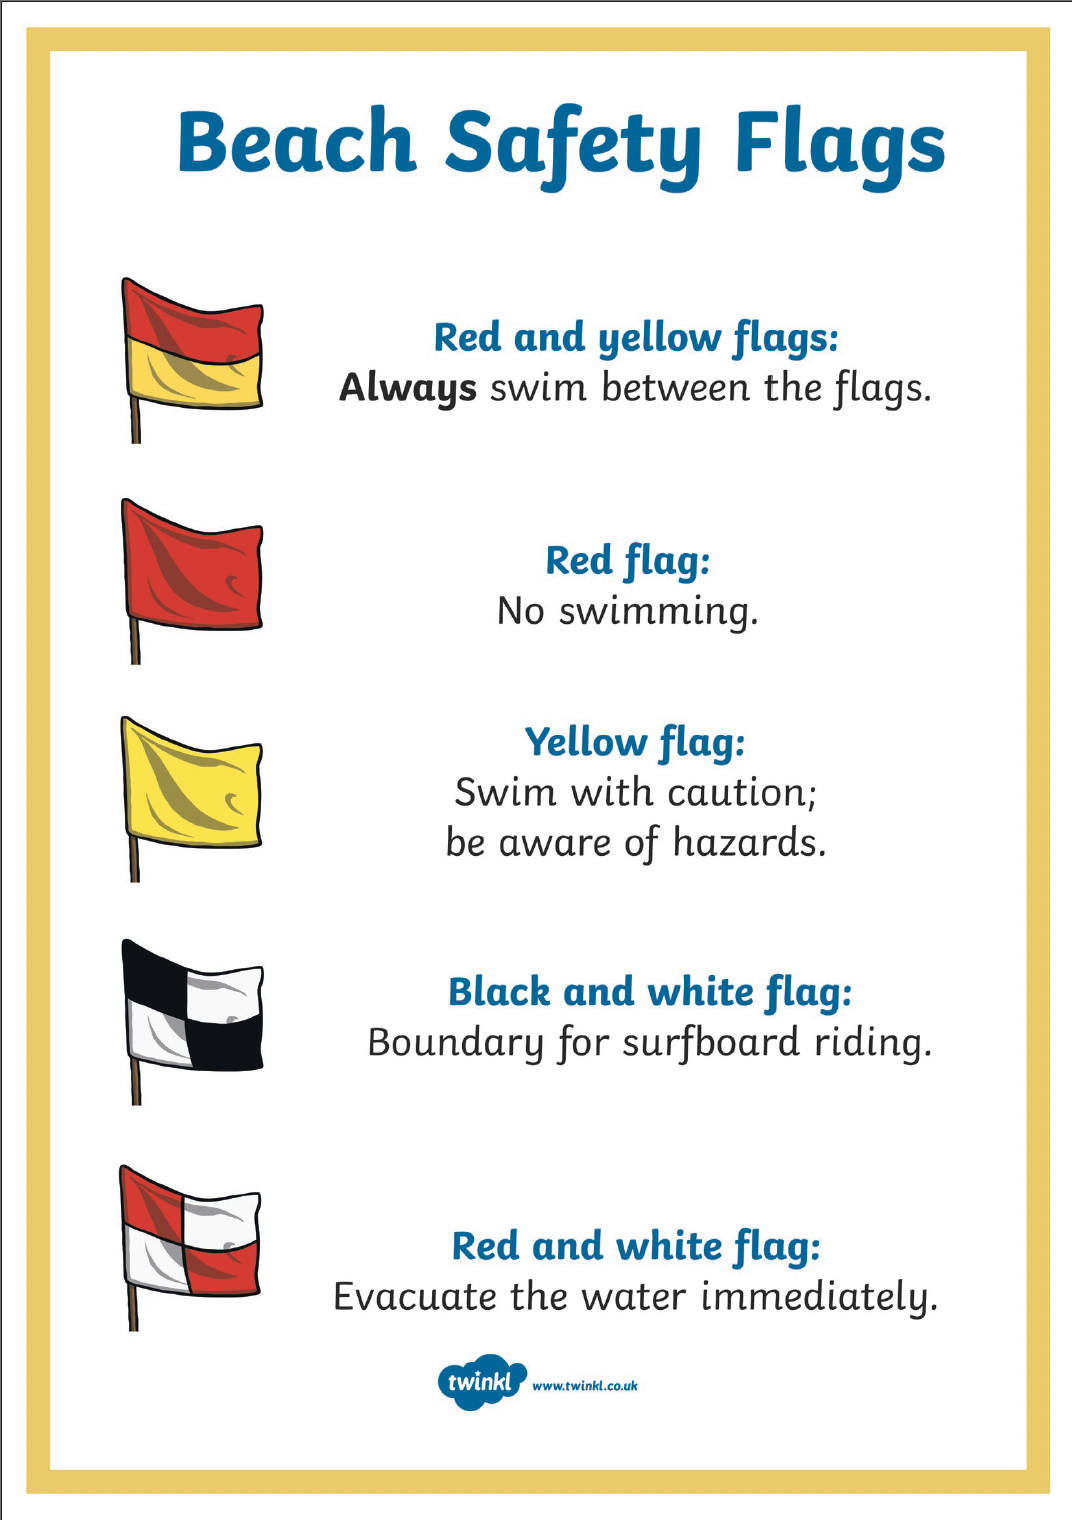 Beach Safety Flags
Red and yellow flags:
Always swim between the flags.
Red flag:
No swimming.
Yellow flag:
Swim with caution;
be aware of hazards.
Black and white flag:
Boundary for surfboard riding.
Red and white flag:
Evacuate the water immediately.
twinkl www.twinkl.co.uk